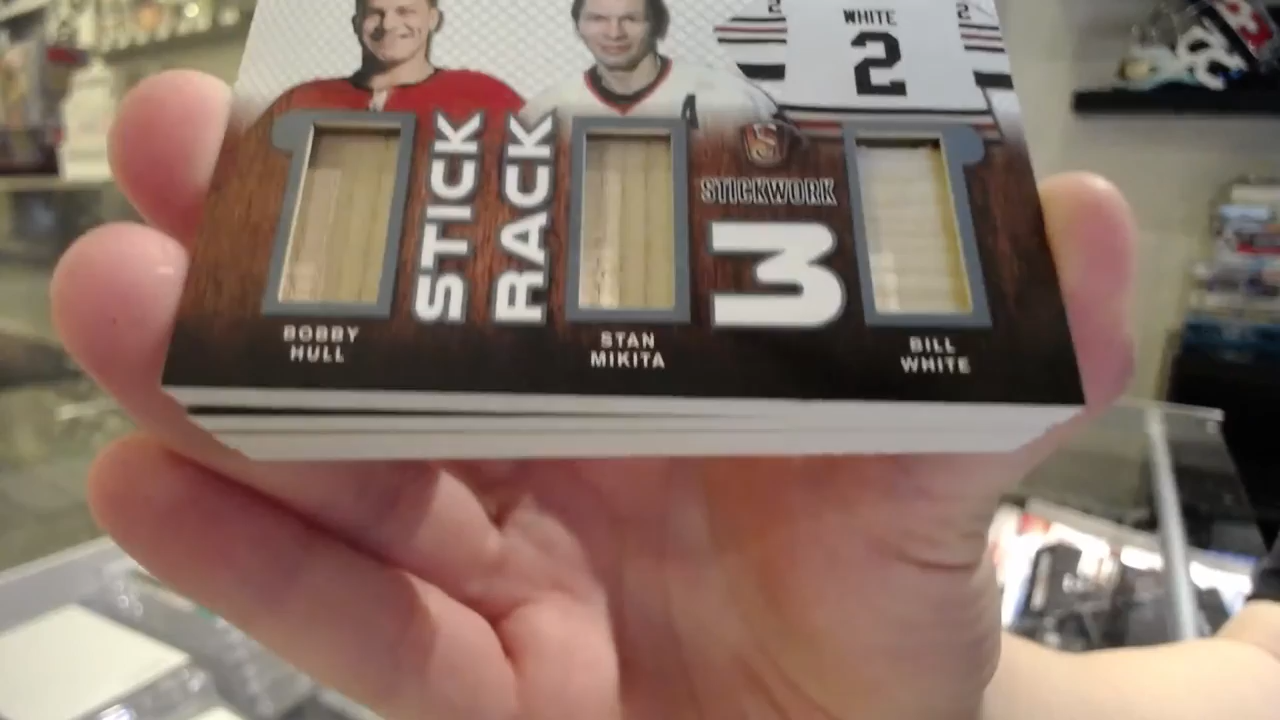 WHITE
2
2
2
STICK
RACK
S
STICKWORK
3
BOBBY
HULL
STAN
MIKITA
BILL
WHITE
A